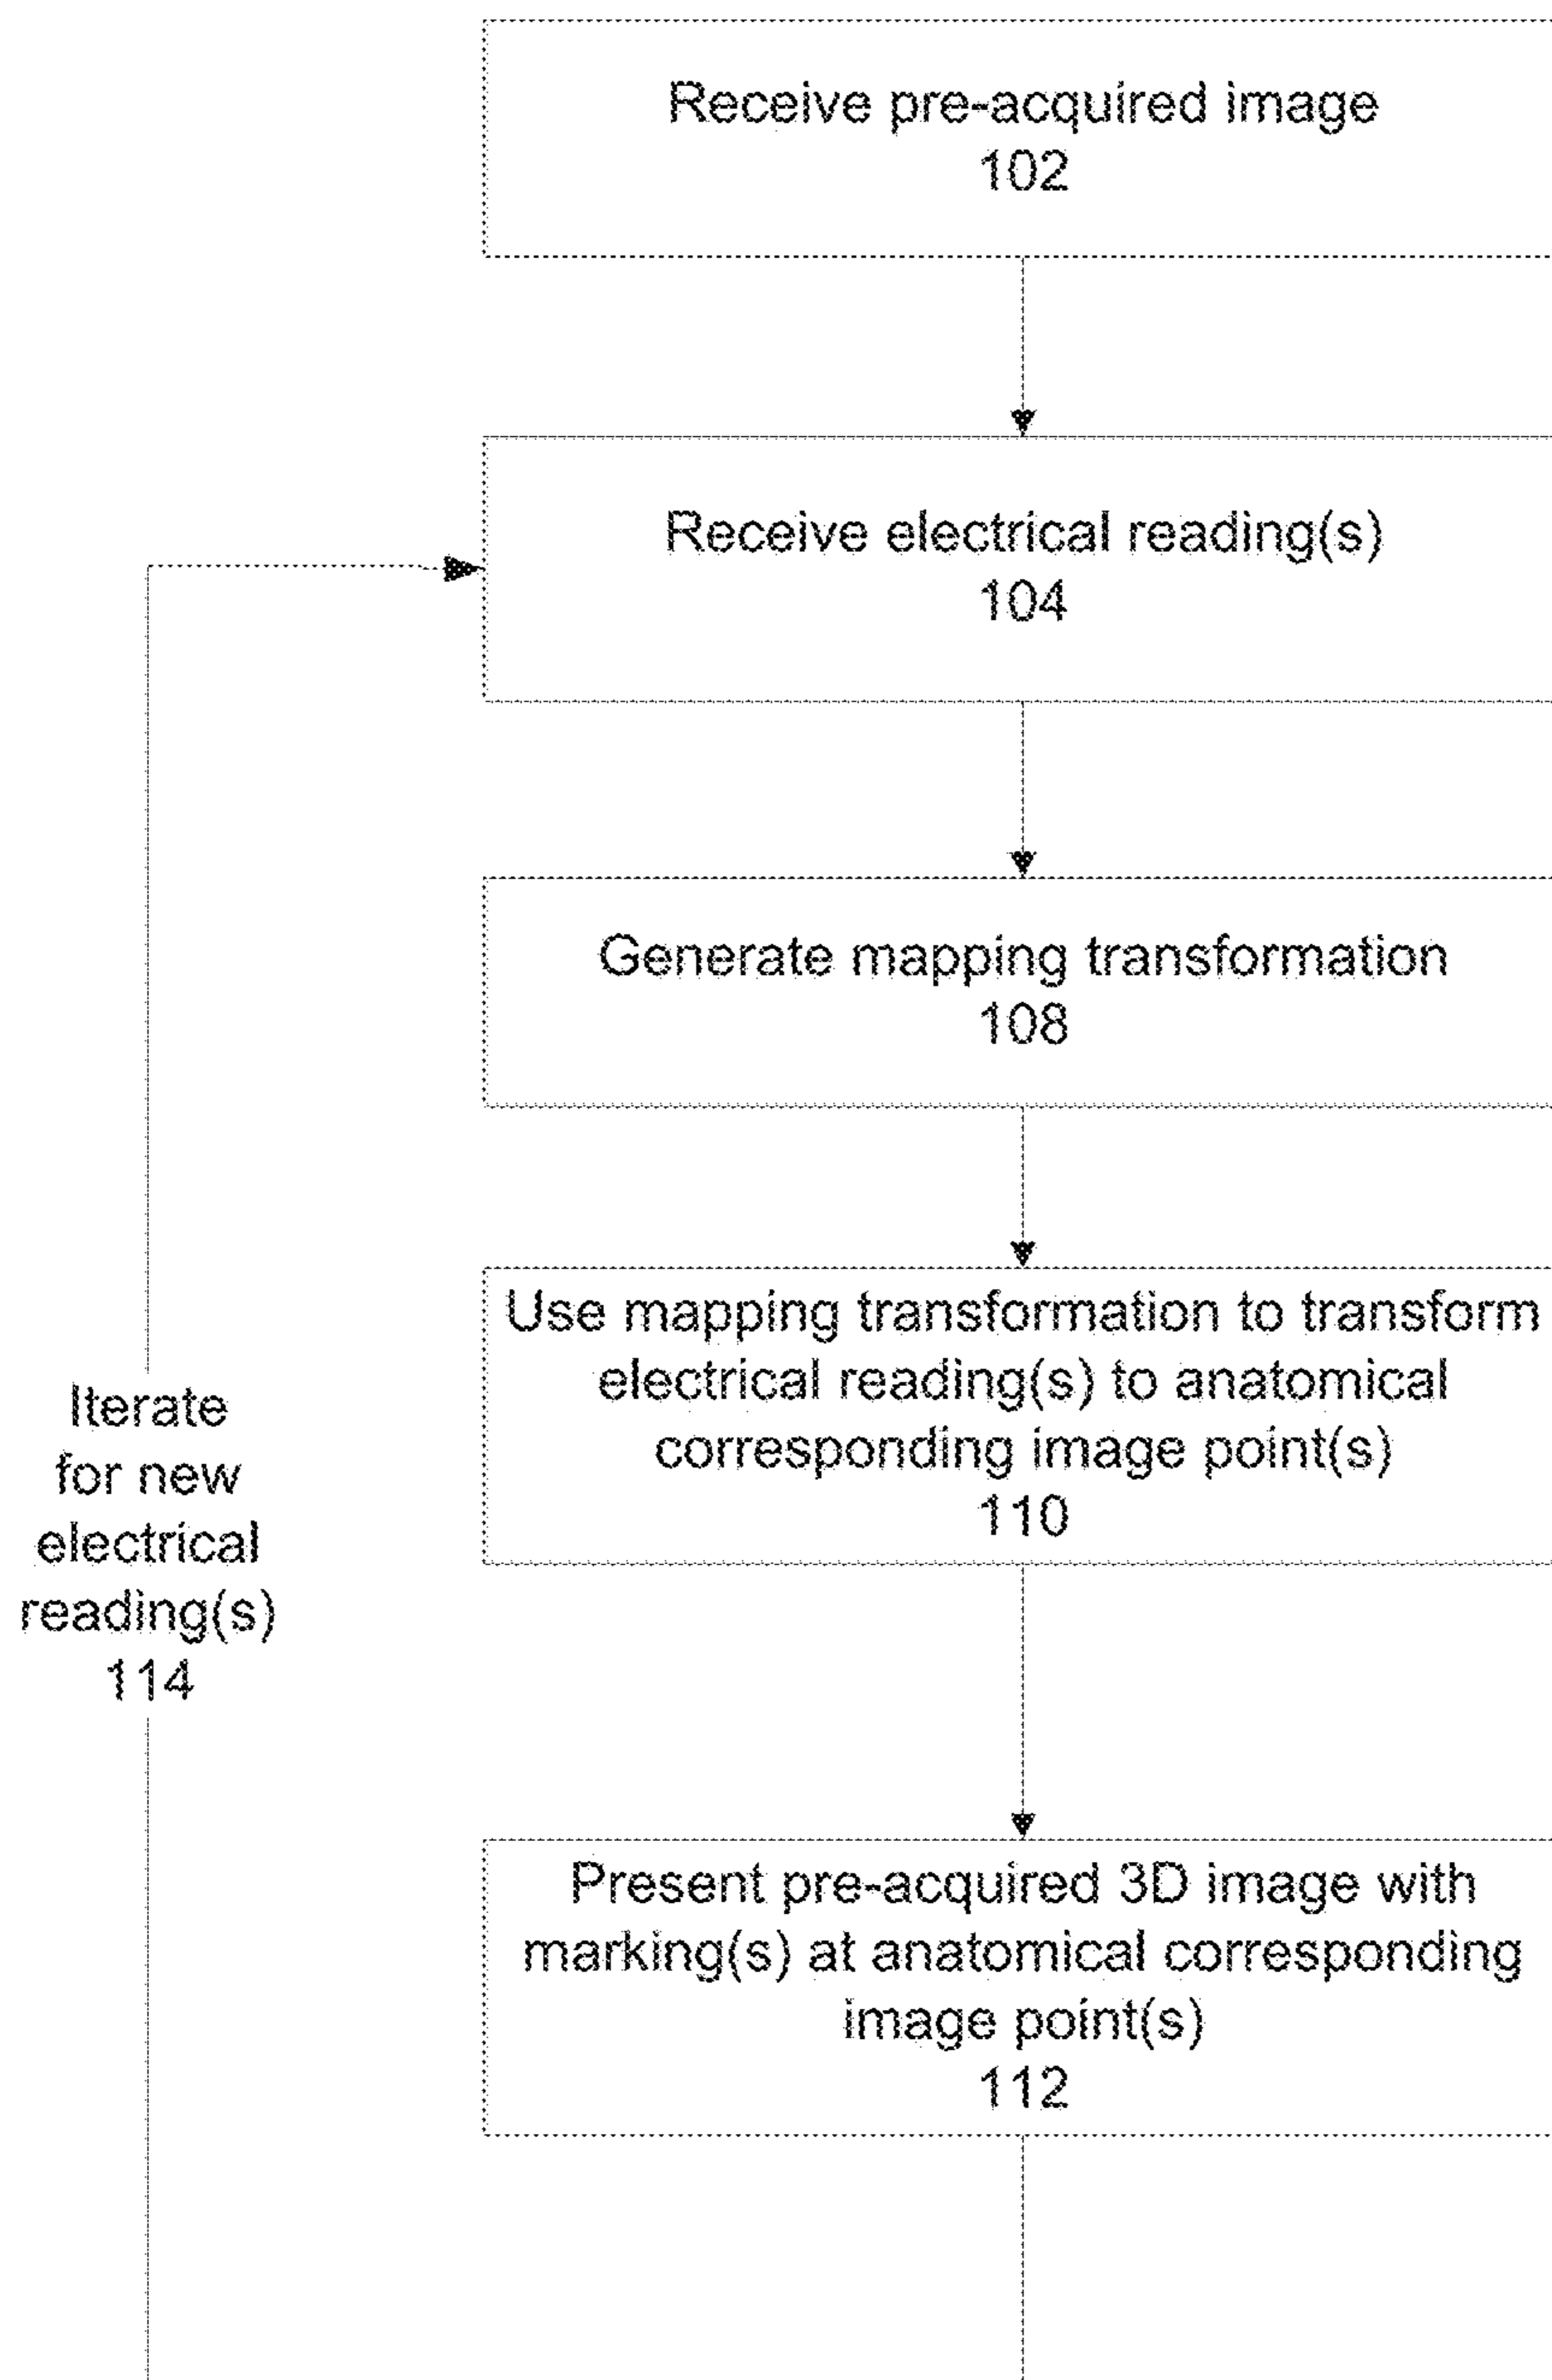 Receive pre-acquired image
102
Receive electrical reading(s)
104
Generate mapping transformation
108
Use mapping transformation to transform
electrical reading(s) to anatomical
corresponding image point(s)
110
Iterate
for new
electrical
reading(s)
114
Present pre-acquired 3D image with
marking(s) at anatomical corresponding
image point(s)
112